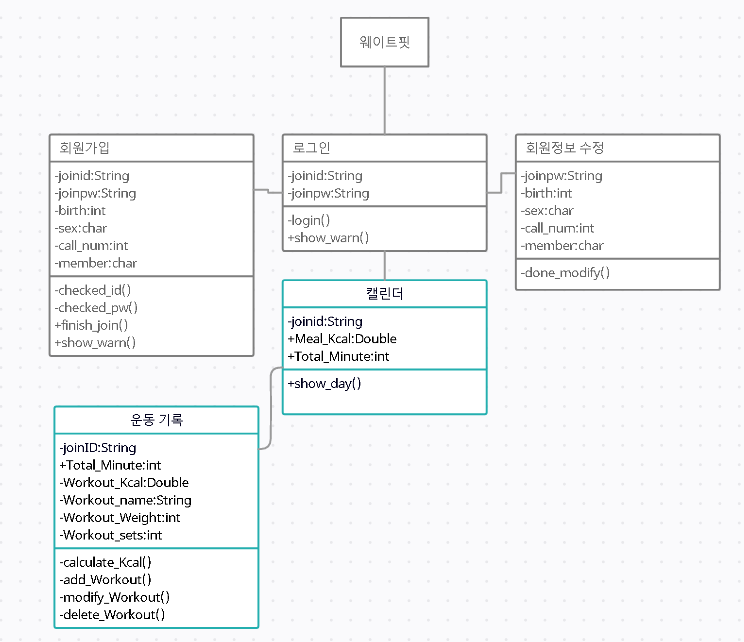 웨이트핏
회원가입
-joinid:String
-joinpw:String
-birth:int
-sex:char
-call_num:int
-member:char
-checked_id()
-checked_pw()
+finish_join()
+show_warn()
로그인
-joinid:String
-joinpw:String
-login()
+show_warn()
회원정보 수정
-joinpw:String
-birth:int
-sex:char
-call_num:int
-member:char
-done_modify()
캘린더
-joinid:String
+Meal_Kcal:Double
+Total_Minute:int
+show_day()
운동 기록
-joinID:String
+Total_Minute:int
-Workout_Kcal:Double
-Workout_name:String
-Workout_Weight:int
-Workout_sets:int
-calculate_Kcal()
-add_Workout()
-modify_Workout()
-delete_Workout()